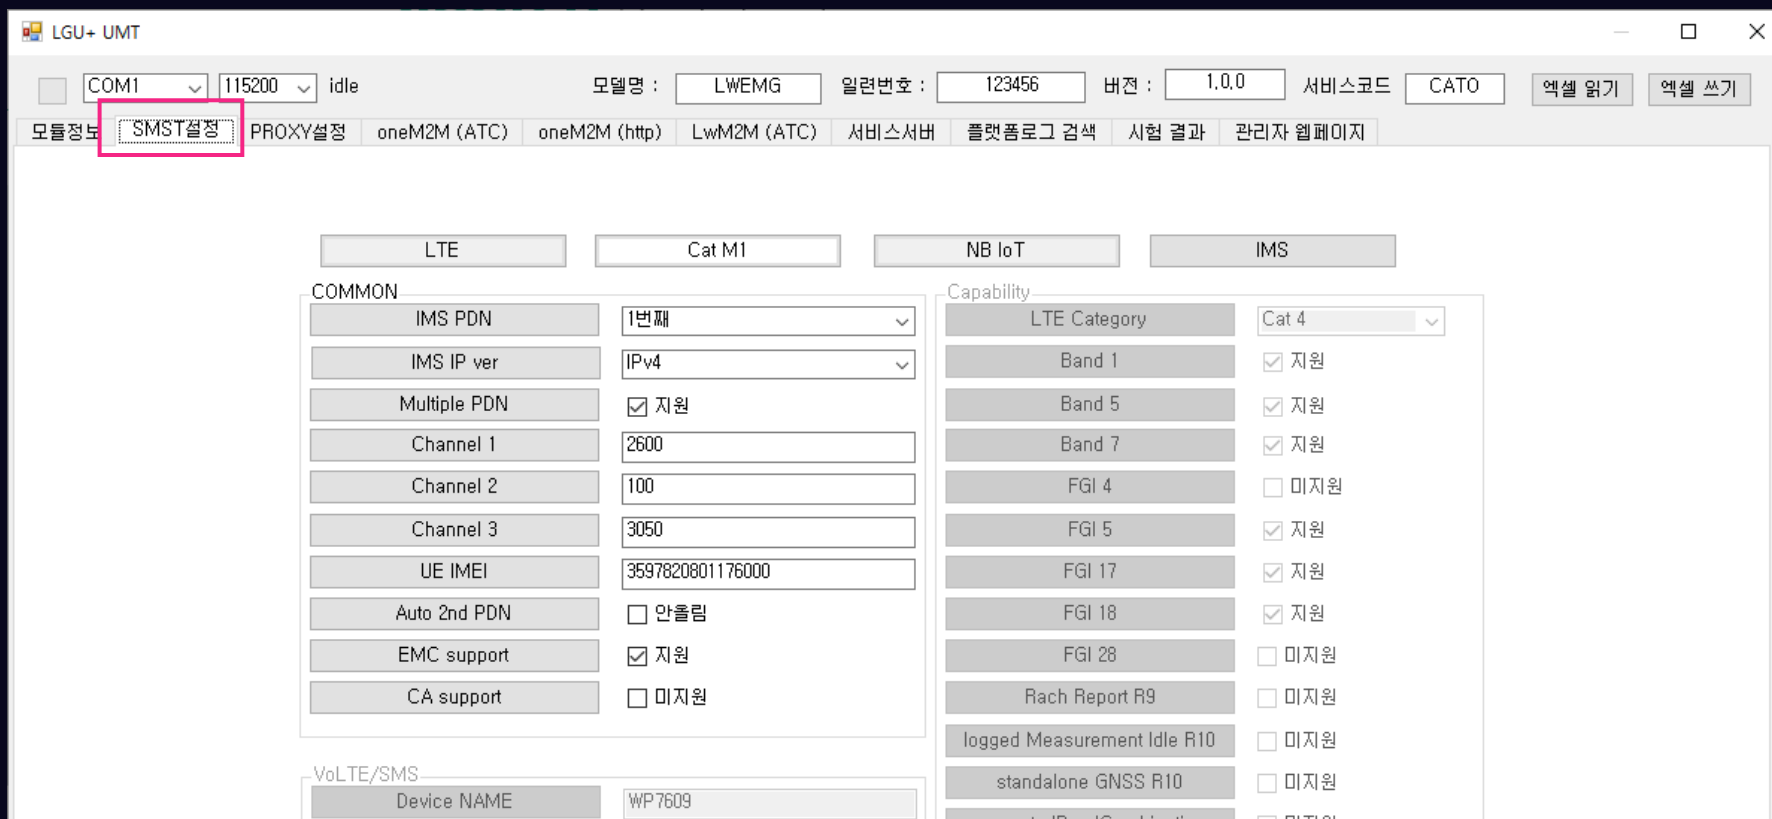 LGU+ UMT
COM1 115200 idle 모델명 : LWEMG 일련번호 : 123456 버전 : 1.0.0 서비스코드 CATO 엑셀 읽기 엑셀 쓰기
모듈정보 SMST설정 PROXY설정 oneM2M (ATC) oneM2M (http) LwM2M (ATC) 서비스서버 플랫폼로그 검색 시험 결과 관리자 웹페이지
LTE Cat M1 NB IoT IMS
COMMON
IMS PDN 1번째
IMS IP ver IPv4
Multiple PDN 지원
Channel 1 2600
Channel 2 100
Channel 3 3050
UE IMEI 3597820801176000
Auto 2nd PDN 안올림
EMC support 지원
CA support 미지원
VoLTE/SMS
Device NAME WP7609
Capability
LTE Category Cat 4
Band 1 지원
Band 5 지원
Band 7 지원
FGI 4 미지원
FGI 5 지원
FGI 17 지원
FGI 18 지원
FGI 28 미지원
Rach Report R9 미지원
logged Measurement Idle R10 미지원
standalone GNSS R10 미지원